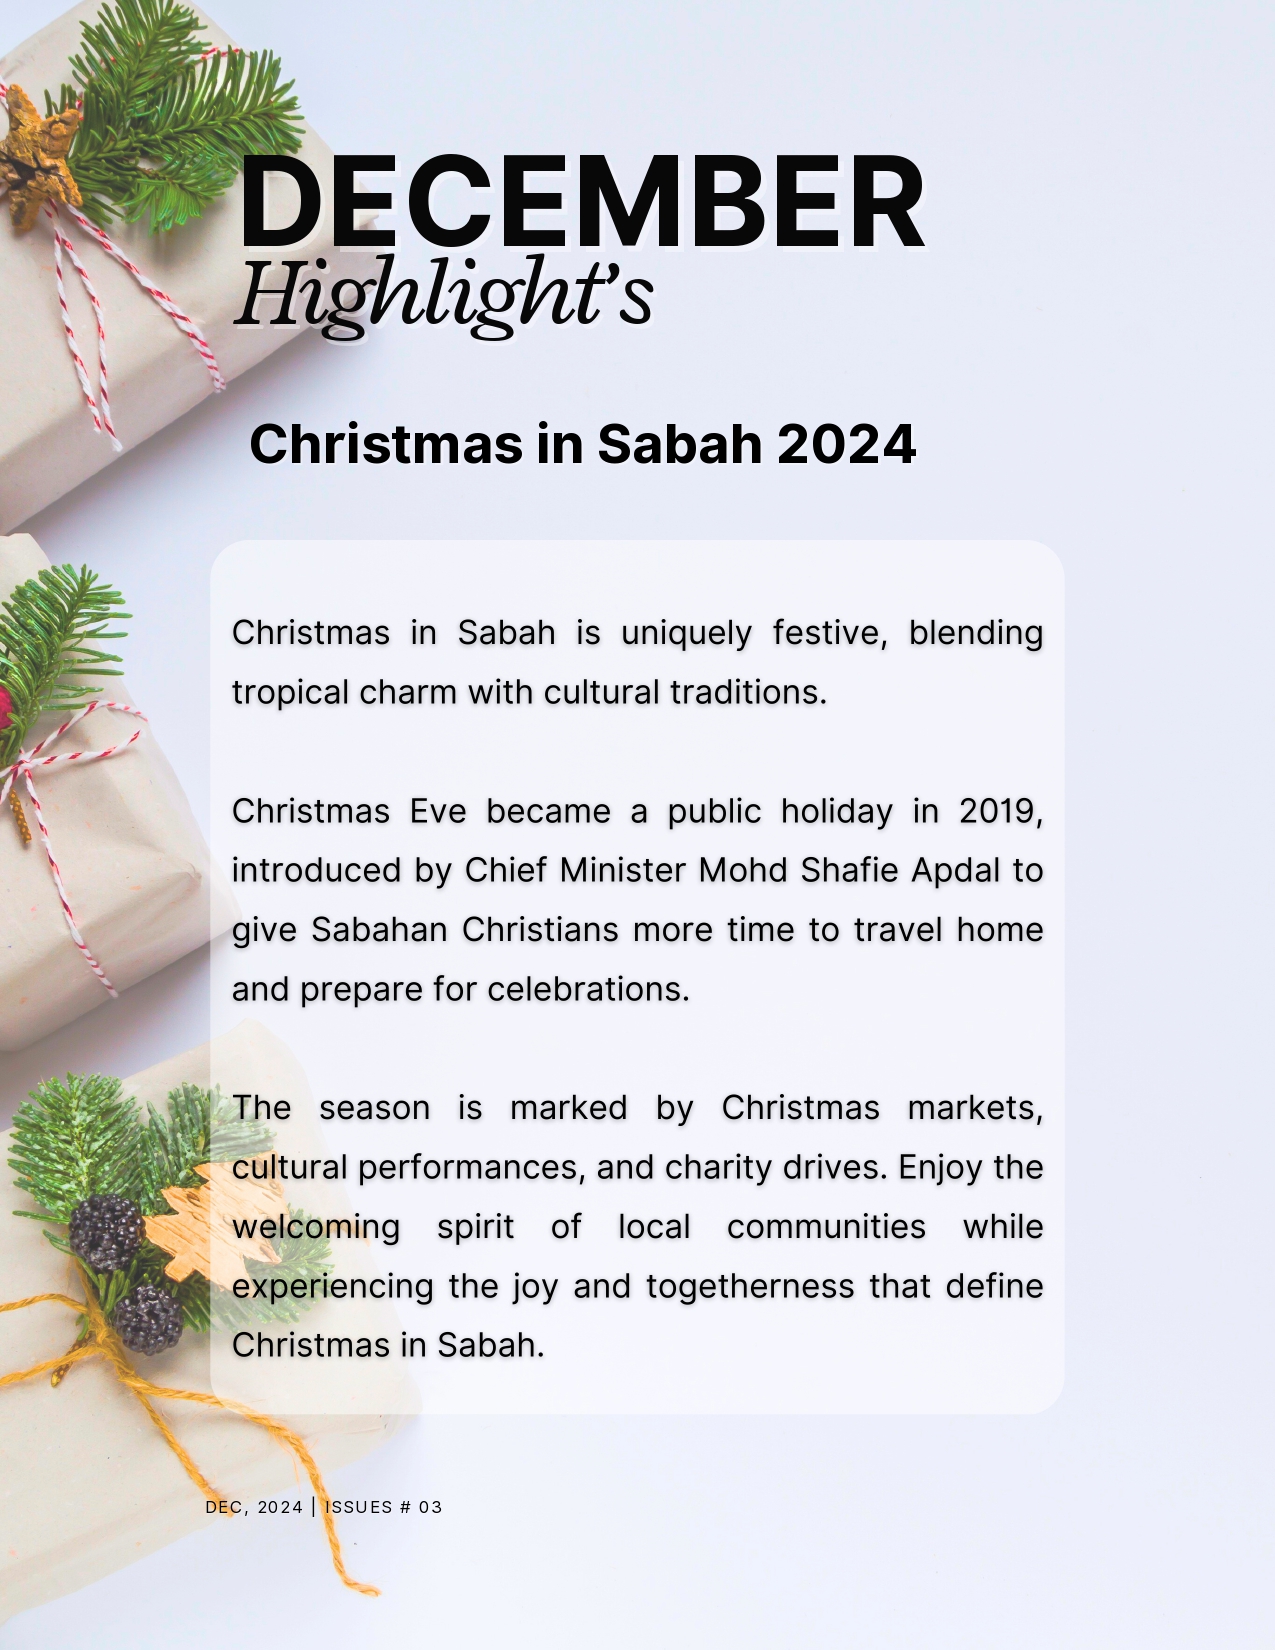 DECEMBER
Highlight's
Christmas in Sabah 2024
Christmas in Sabah is uniquely festive, blending
tropical charm with cultural traditions.
Christmas Eve became a public holiday in 2019,
introduced by Chief Minister Mohd Shafie Apdal to
give Sabahan Christians more time to travel home
and prepare for celebrations.
The season is marked by Christmas markets,
cultural performances, and charity drives. Enjoy the
welcoming spirit of local communities while
experiencing the joy and togetherness that define
Christmas in Sabah.
DEC, 2024 | ISSUES # 03